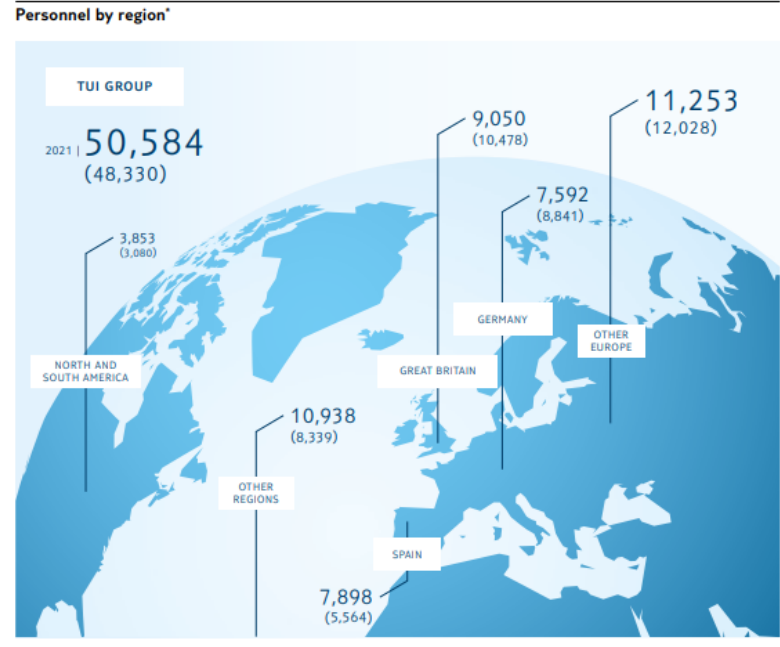 Personnel by region*
TUI GROUP
2021 | 50,584
(48,330)
9,050
(10,478)
11,253
(12,028)
7,592
(8,841)
3,853
(3,080)
GERMANY
OTHER
EUROPE
NORTH AND
SOUTH AMERICA
GREAT BRITAIN
10,938
(8,339)
OTHER
REGIONS
SPAIN
7,898
(5,564)